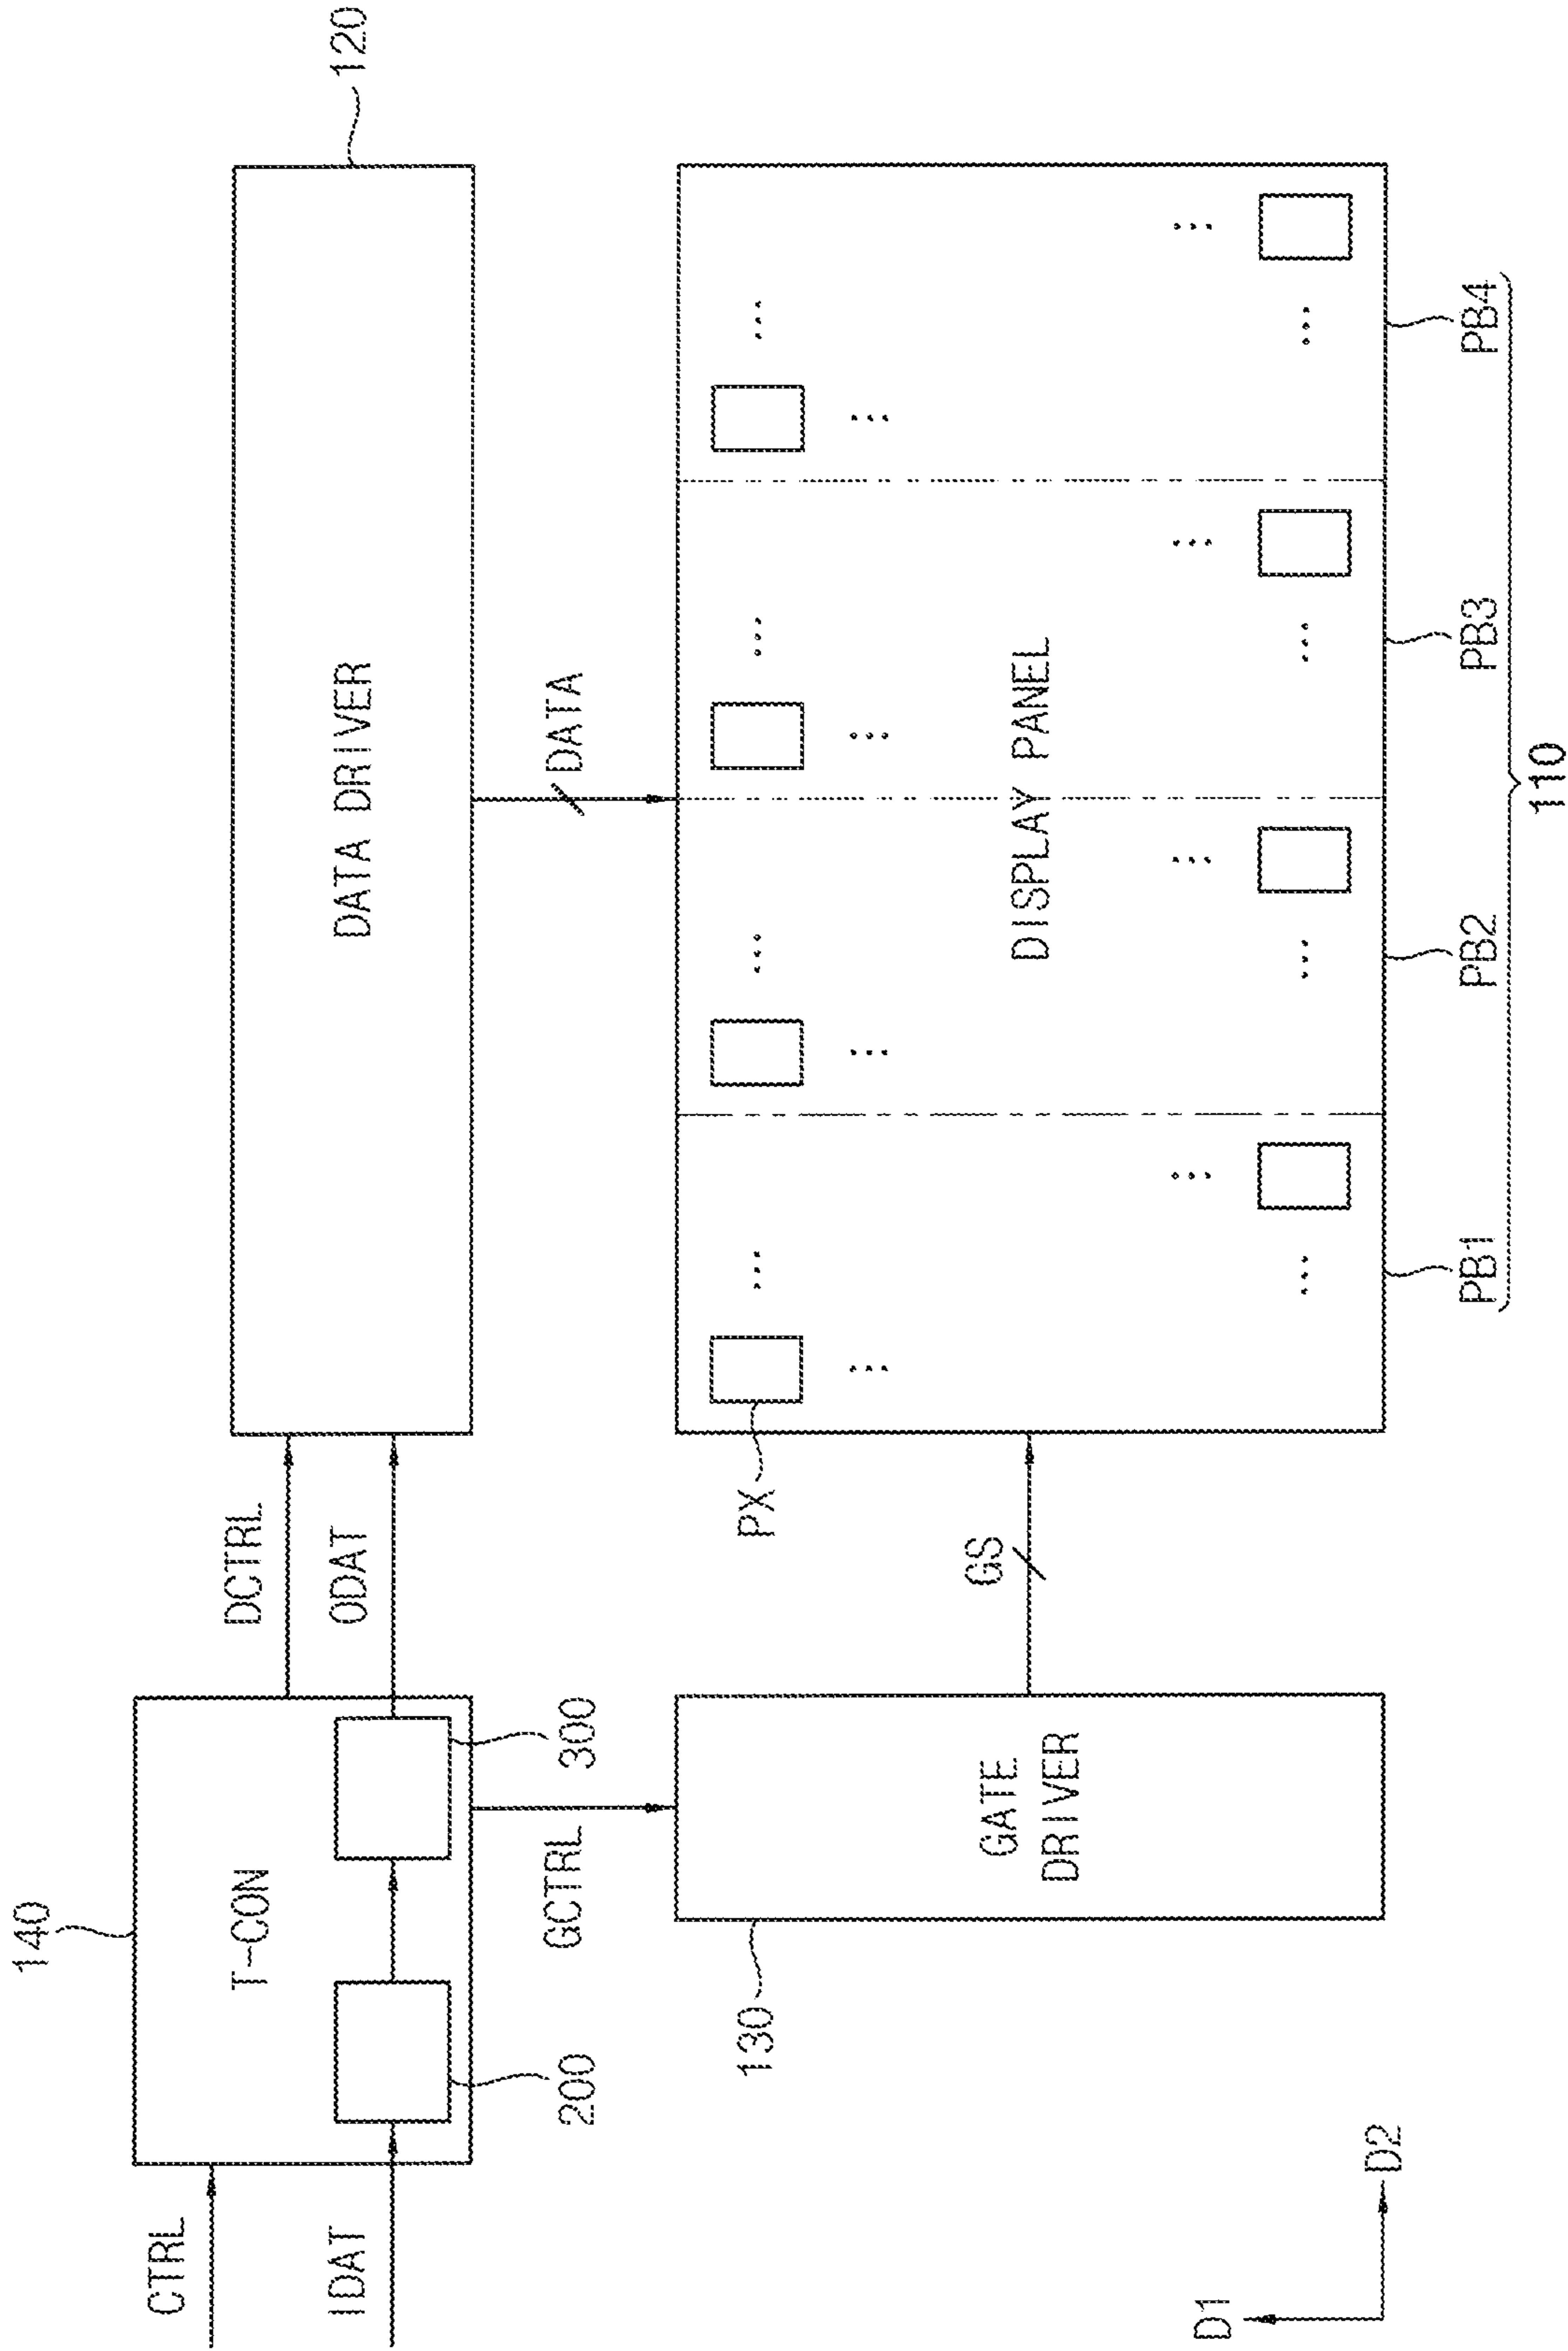 140
120
CTRL
T-CON
DCTRL
DATA DRIVER
IDAT
ODAT
200
300
GCTRL
DATA
130
PX
GATE
DRIVER
GS
DISPLAY PANEL
D1
D2
PB1
PB2
PB3
PB4
110